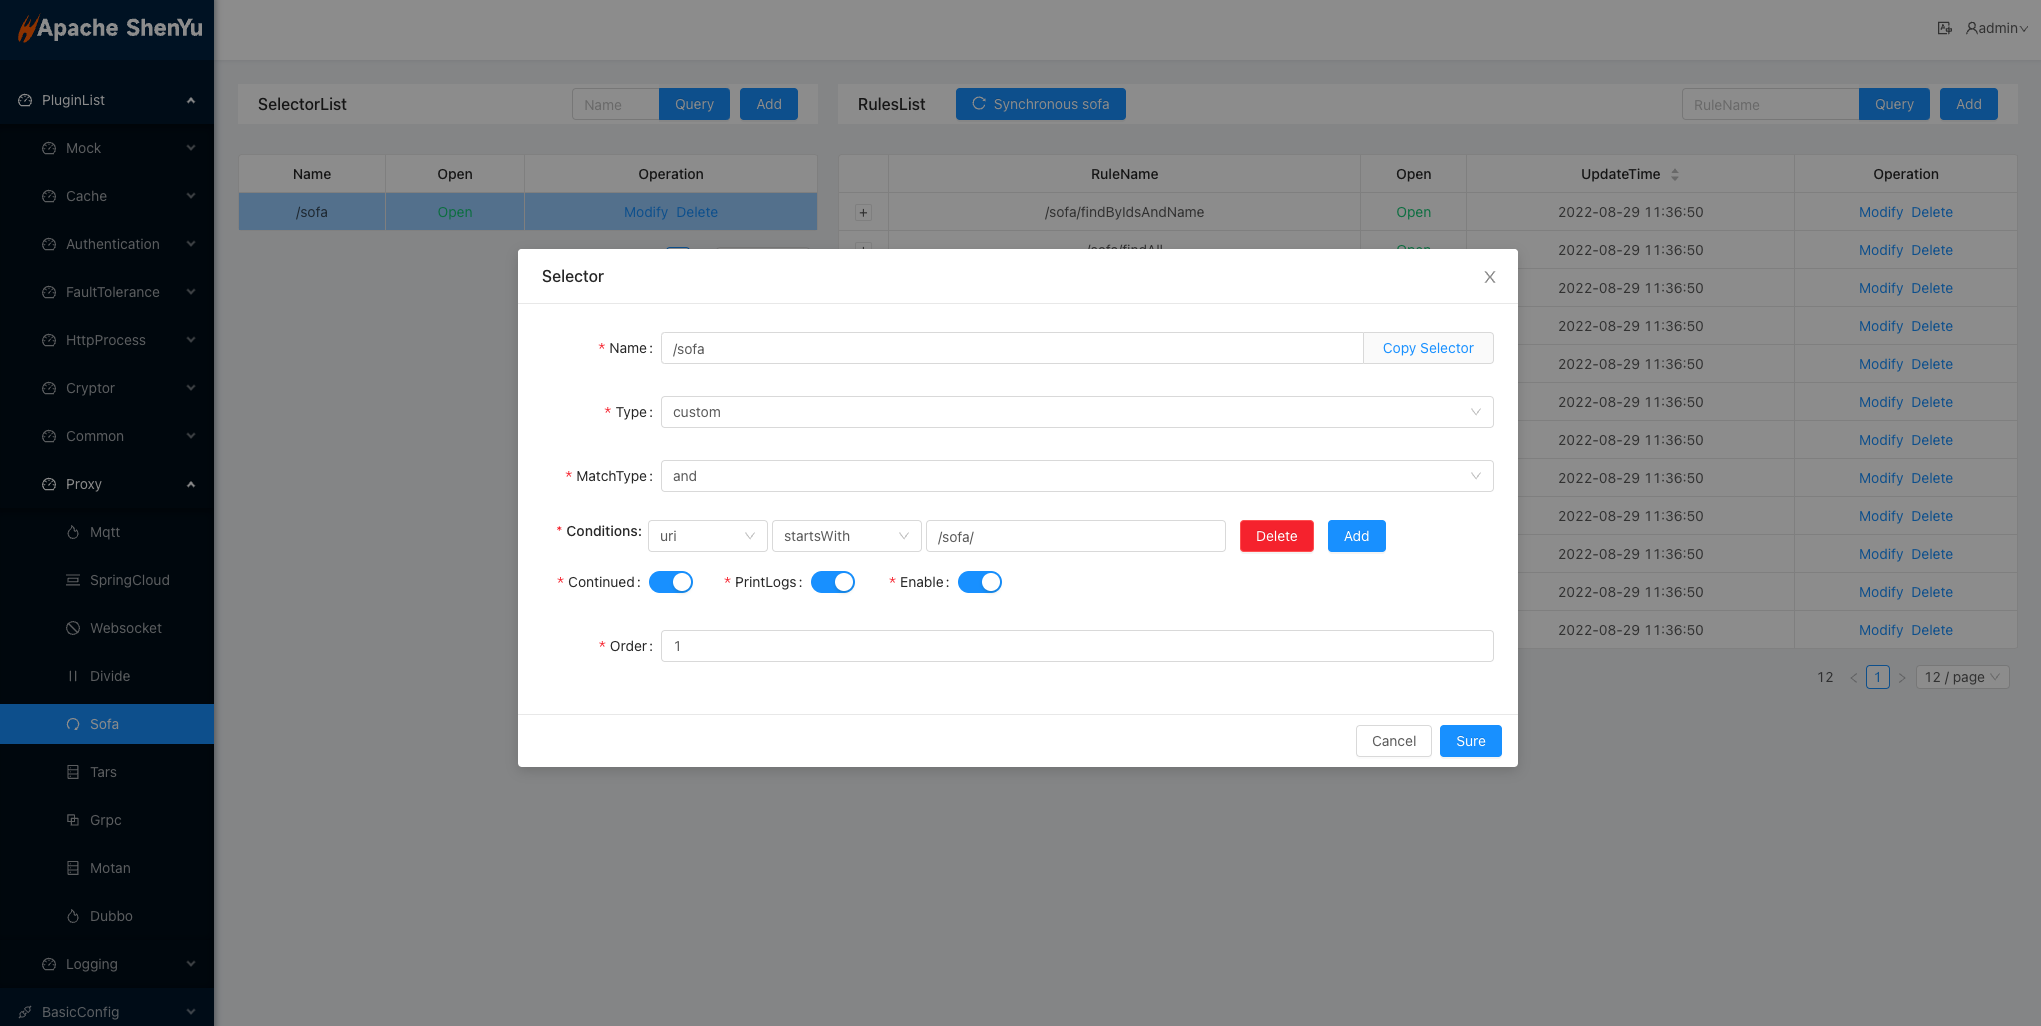 Apache ShenYu
admin
PluginList
Mock
Cache
Authentication
FaultTolerance
HttpProcess
Cryptor
Common
Proxy
Mqtt
SpringCloud
Websocket
Divide
Sofa
Tars
Grpc
Motan
Dubbo
Logging
BasicConfig
SelectorList
Name
Query
Add
Name Open Operation
/sofa Open Modify Delete
RulesList
Synchronous sofa
RuleName
Query
Add
RuleName Open UpdateTime Operation
/sofa/findByIdsAndName Open 2022-08-29 11:36:50 Modify Delete
/sofa/findAll Open 2022-08-29 11:36:50 Modify Delete
2022-08-29 11:36:50 Modify Delete
2022-08-29 11:36:50 Modify Delete
2022-08-29 11:36:50 Modify Delete
2022-08-29 11:36:50 Modify Delete
2022-08-29 11:36:50 Modify Delete
2022-08-29 11:36:50 Modify Delete
2022-08-29 11:36:50 Modify Delete
2022-08-29 11:36:50 Modify Delete
2022-08-29 11:36:50 Modify Delete
2022-08-29 11:36:50 Modify Delete
12 < 1 > 12 / page
Selector
* Name: /sofa Copy Selector
* Type: custom
* MatchType: and
* Conditions: uri startsWith /sofa/ Delete Add
* Continued: * PrintLogs: * Enable:
* Order: 1
Cancel Sure